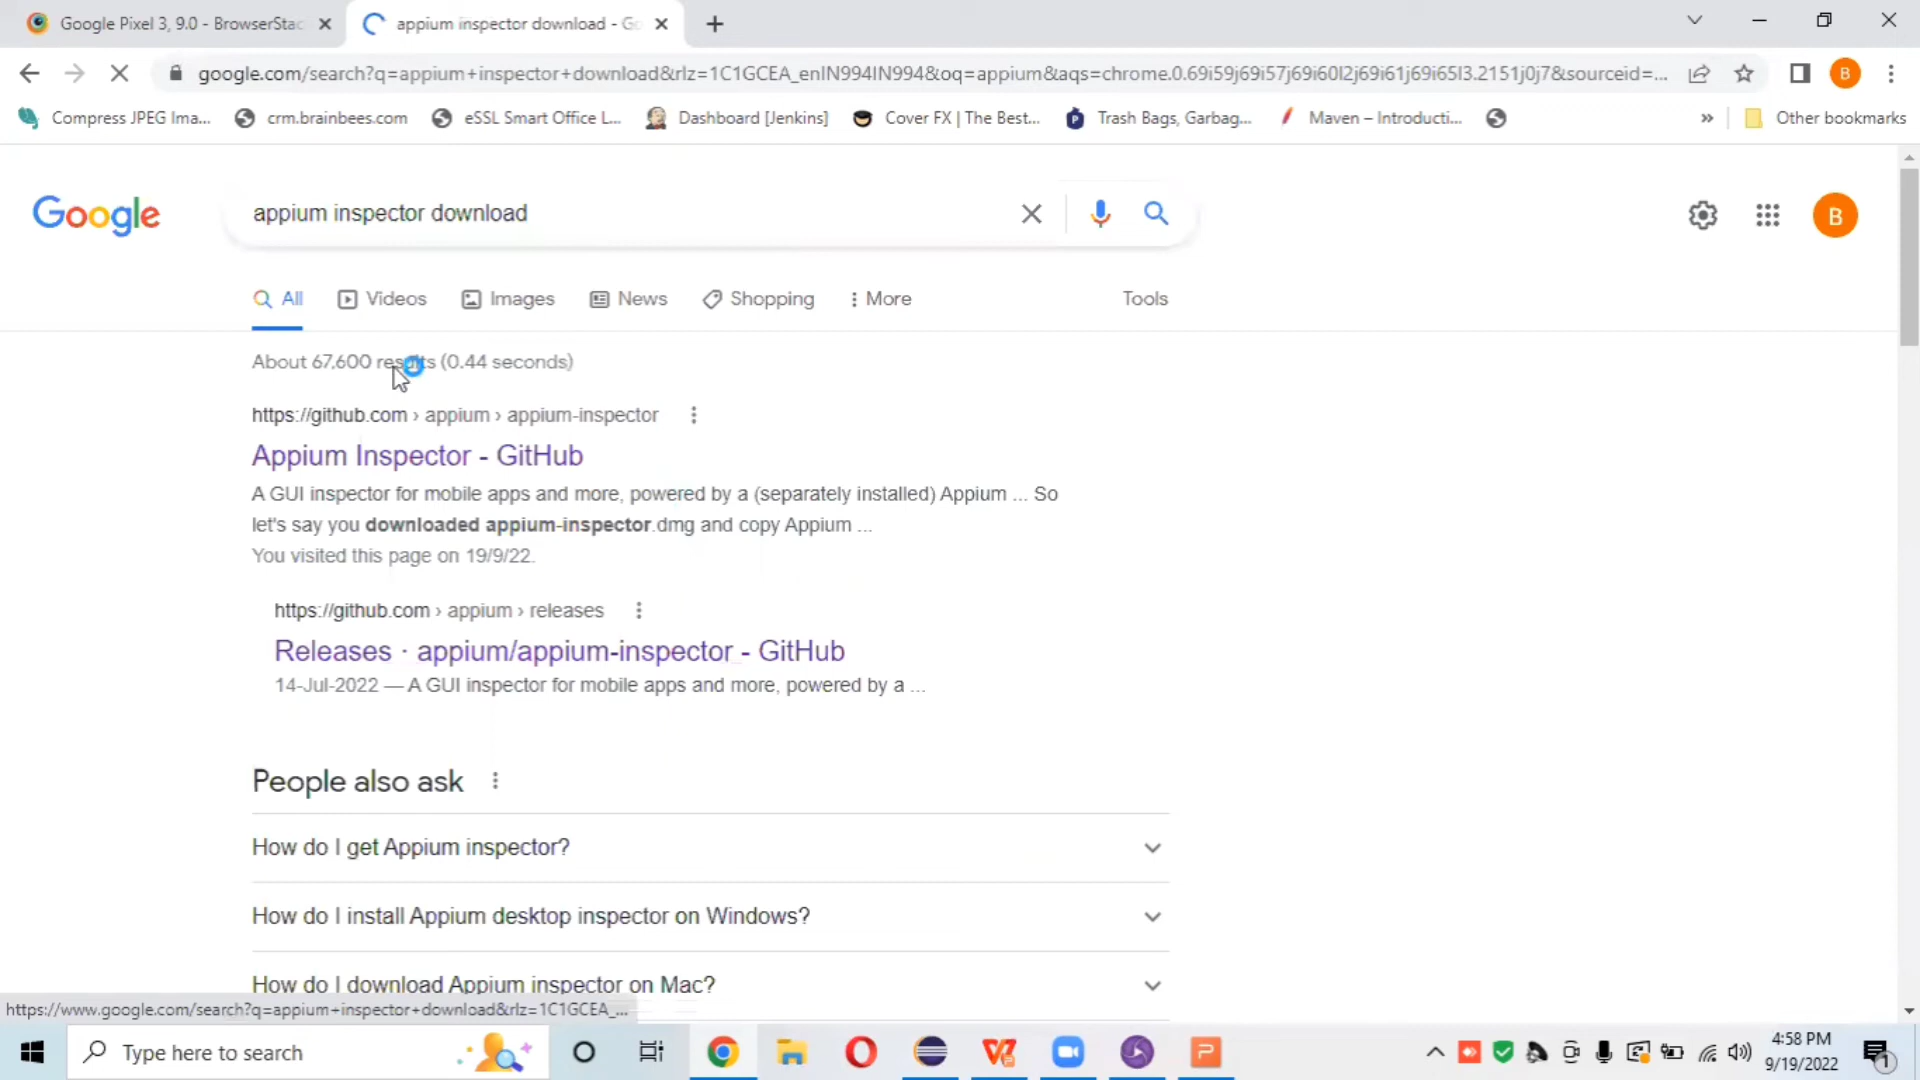 Google Pixel 3, 9.0 - BrowserStac
appium inspector download - Go
google.com/search?q=appium+inspector+download&rlz=1C1GCEA_enIN994IN994&oq=appium&aqs=chrome.0.69i59j69i57j69i60l2j69i61j69i65l3.2151j0j7&sourceid=...
B
Compress JPEG Ima...
crm.brainbees.com
eSSL Smart Office L...
Dashboard [Jenkins]
Cover FX | The Best...
Trash Bags, Garbag...
Maven – Introducti...
»
Other bookmarks
Google
appium inspector download
B
All
Videos
Images
News
Shopping
More
Tools
About 67,600 results (0.44 seconds)
https://github.com › appium › appium-inspector
Appium Inspector - GitHub
A GUI inspector for mobile apps and more, powered by a (separately installed) Appium ... So
let's say you downloaded appium-inspector.dmg and copy Appium ...
You visited this page on 19/9/22.
https://github.com › appium › releases
Releases · appium/appium-inspector - GitHub
14-Jul-2022 — A GUI inspector for mobile apps and more, powered by a ...
People also ask
How do I get Appium inspector?
How do I install Appium desktop inspector on Windows?
How do I download Appium inspector on Mac?
https://www.google.com/search?q=appium+inspector+download&rlz=1C1GCEA_...
Type here to search
4:58 PM
9/19/2022
1